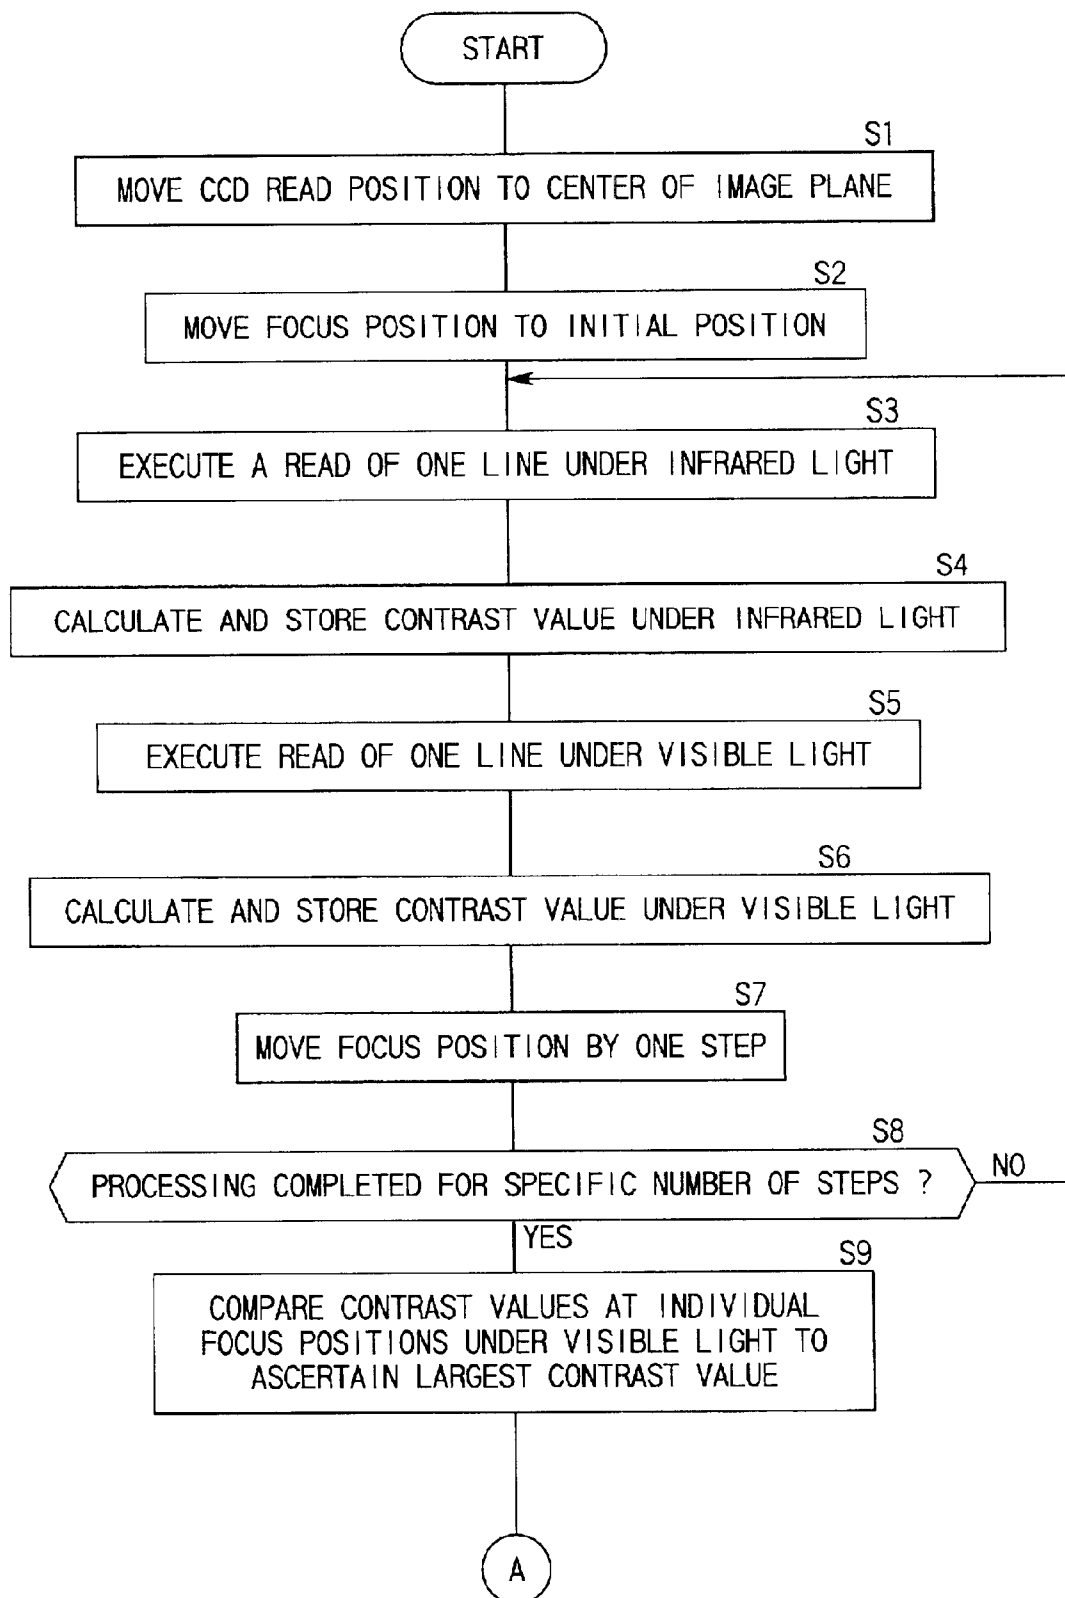 START
S1
MOVE CCD READ POSITION TO CENTER OF IMAGE PLANE
S2
MOVE FOCUS POSITION TO INITIAL POSITION
S3
EXECUTE A READ OF ONE LINE UNDER INFRARED LIGHT
S4
CALCULATE AND STORE CONTRAST VALUE UNDER INFRARED LIGHT
S5
EXECUTE READ OF ONE LINE UNDER VISIBLE LIGHT
S6
CALCULATE AND STORE CONTRAST VALUE UNDER VISIBLE LIGHT
S7
MOVE FOCUS POSITION BY ONE STEP
S8
PROCESSING COMPLETED FOR SPECIFIC NUMBER OF STEPS ?
NO
YES
S9
COMPARE CONTRAST VALUES AT INDIVIDUAL
FOCUS POSITIONS UNDER VISIBLE LIGHT TO
ASCERTAIN LARGEST CONTRAST VALUE
A